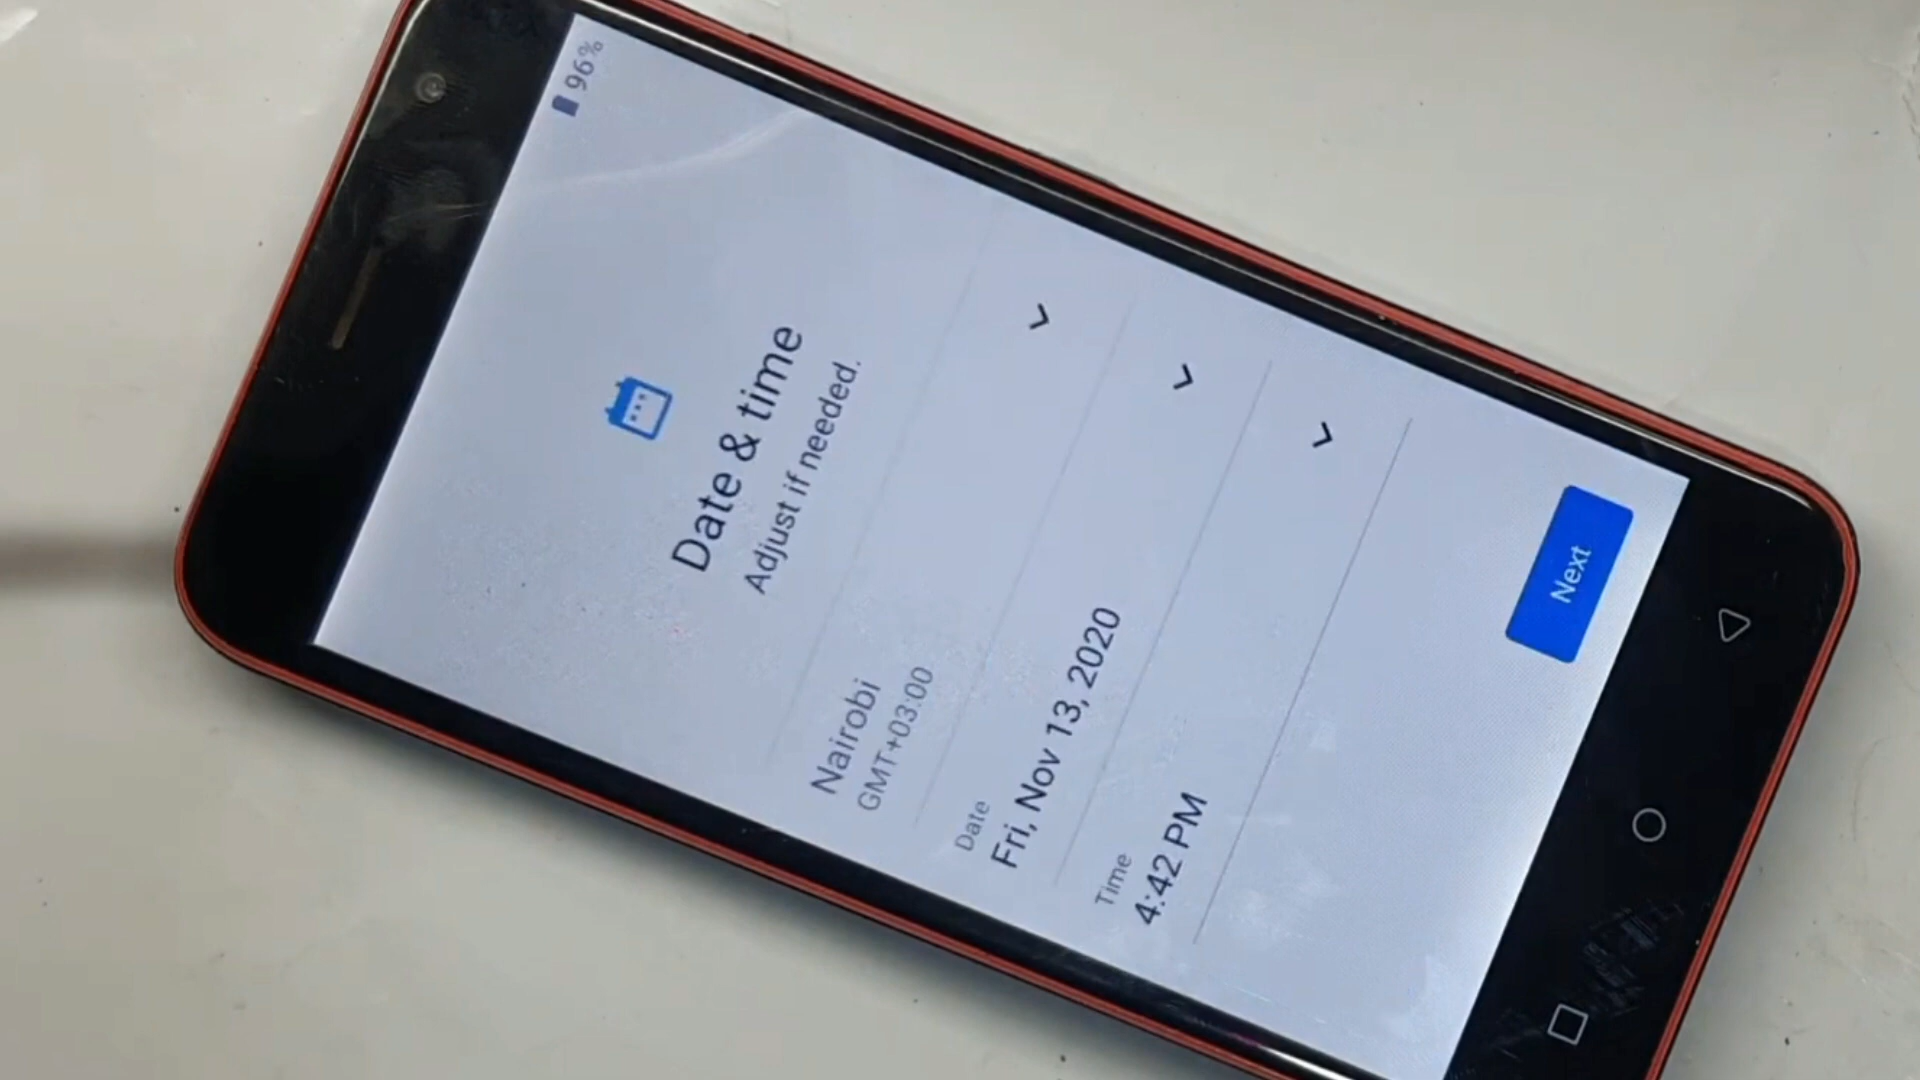 96%
Date & time
Adjust if needed.
Nairobi
GMT+03:00
Date
Fri, Nov 13, 2020
Time
4:42 PM
Next